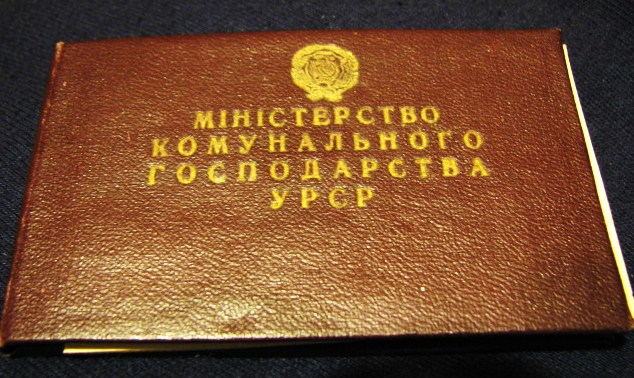 МІНІСТЕРСТВО
КОМУНАЛЬНОГО
ГОСПОДАРСТВА
УРСР